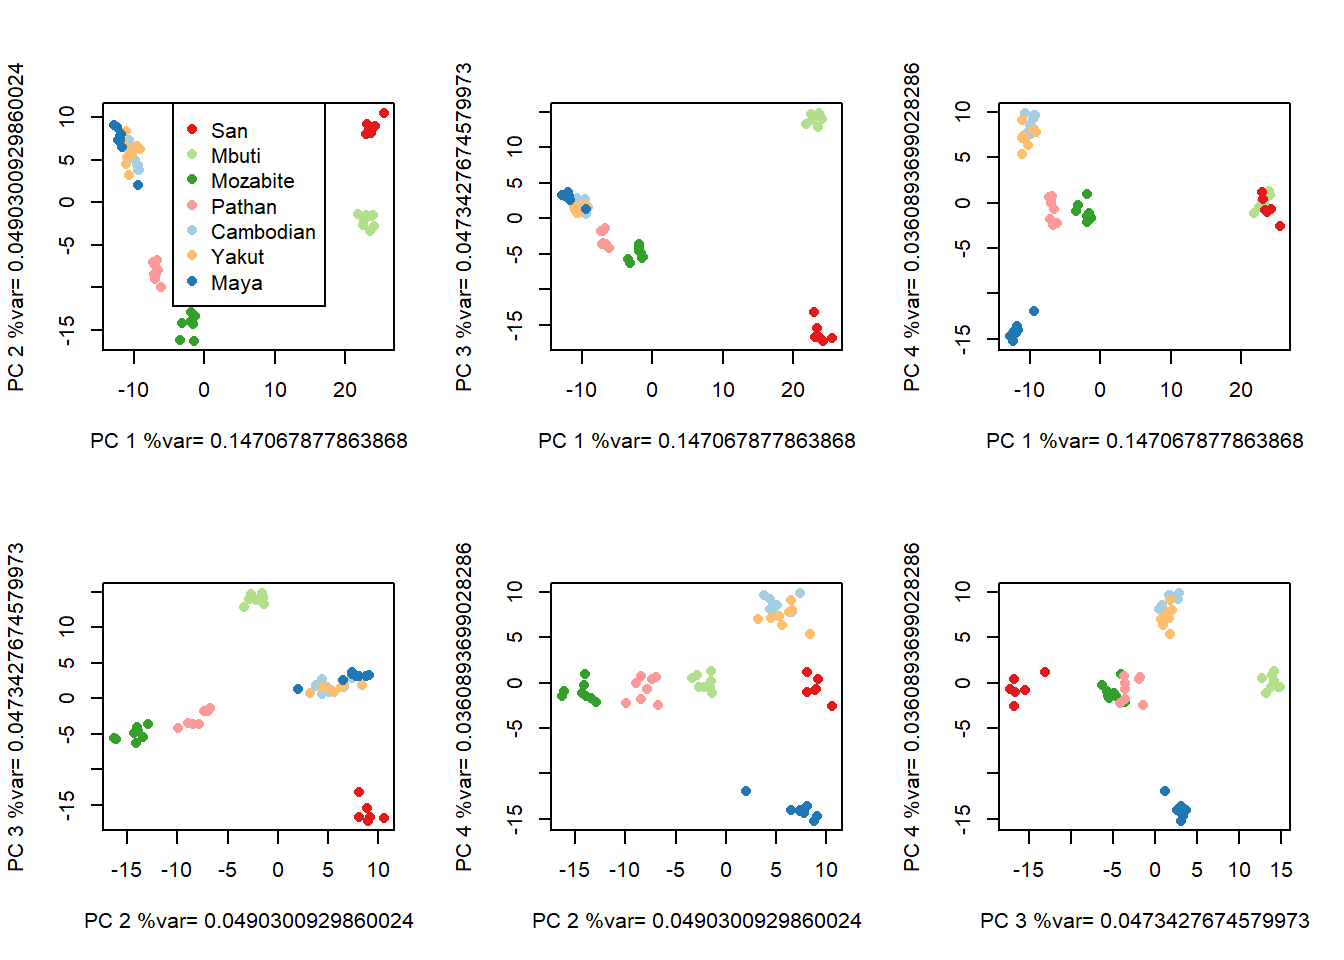 PC 2 %var= 0.0490300929860024
10
5
0
-5
-15
San
Mbuti
Mozabite
Pathan
Cambodian
Yakut
Maya
-10 0 10 20
PC 1 %var= 0.147067877863868
PC 3 %var= 0.0473427674579973
10
5
0
-5
-15
-10 0 10 20
PC 1 %var= 0.147067877863868
PC 4 %var= 0.0360893699028286
10
5
0
-5
-15
-10 0 10 20
PC 1 %var= 0.147067877863868
PC 3 %var= 0.0473427674579973
10
5
0
-5
-15
-15 -10 -5 0 5 10
PC 2 %var= 0.0490300929860024
PC 4 %var= 0.0360893699028286
10
5
0
-5
-15
-15 -10 -5 0 5 10
PC 2 %var= 0.0490300929860024
PC 4 %var= 0.0360893699028286
10
5
0
-5
-15
-15 -5 0 5 10 15
PC 3 %var= 0.0473427674579973